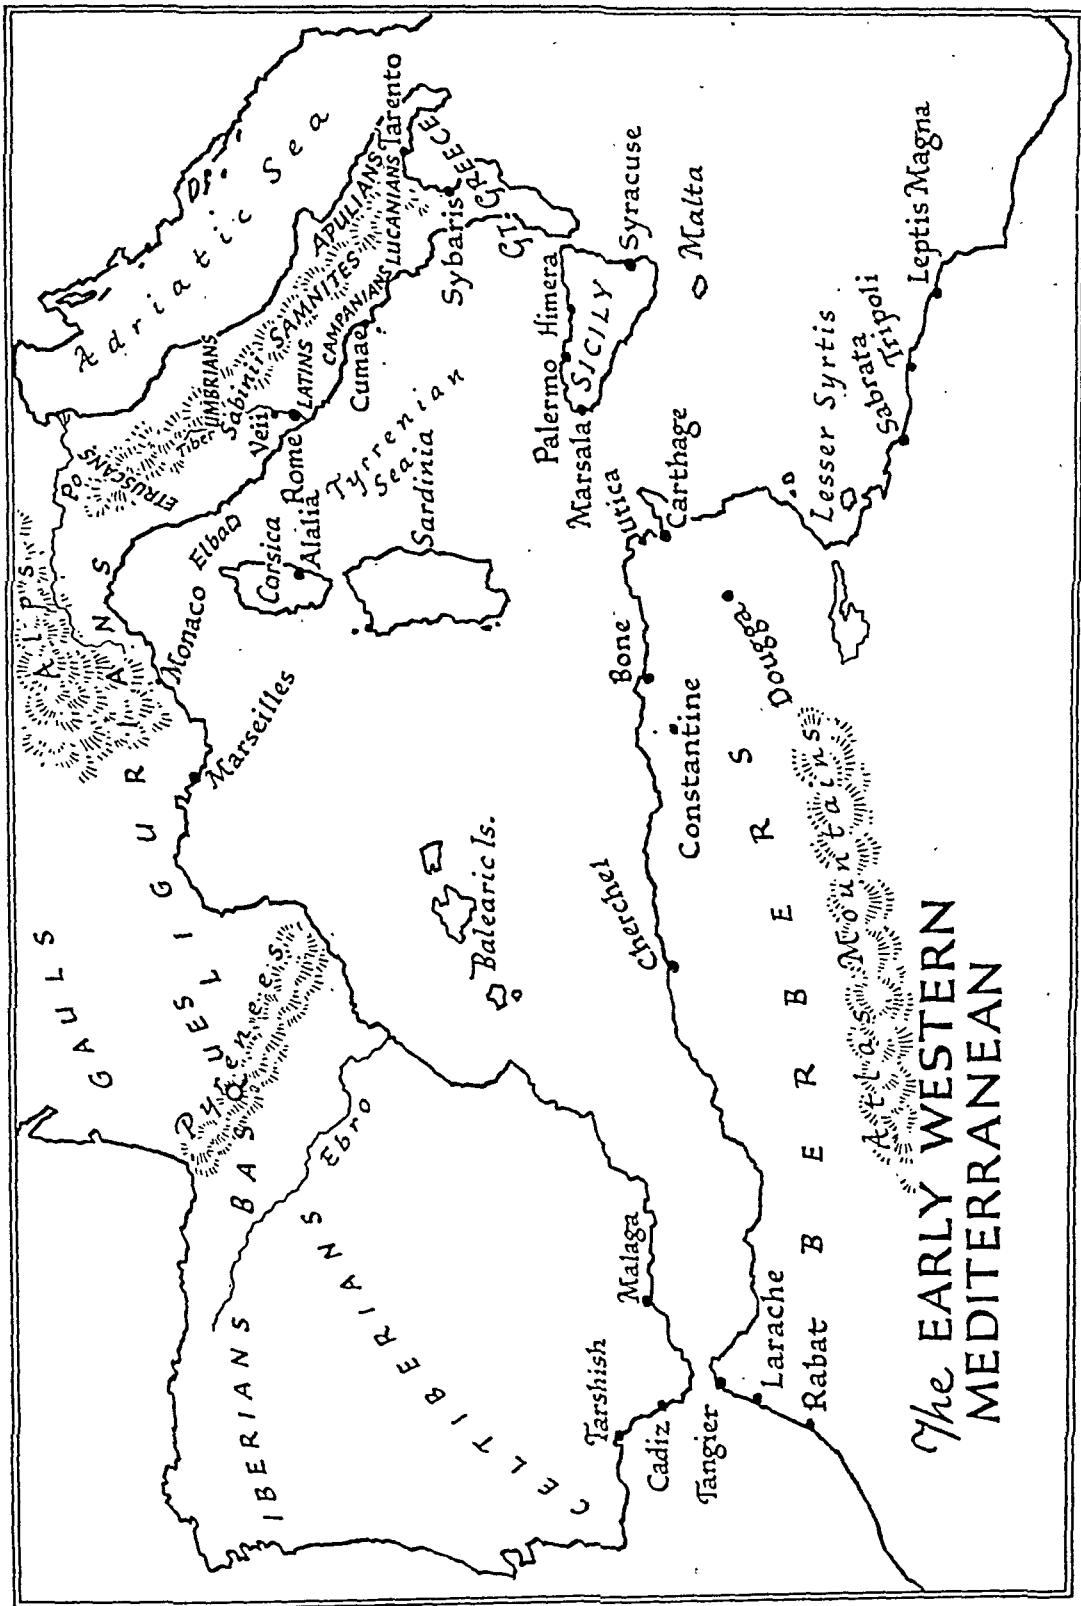 The EARLY WESTERN
MEDITERRANEAN
GAULS
ALPS
Po
Adriatic Sea
LIGURIANS
Pyrenees
BASQUES
IBERIANS
Ebro
CELTIBERIANS
Marseilles
Monaco
Elba
Corsica
Alalia
Sardinia
Tyrrenian
Sea
ETRUSCANS
Tiber
UMBRIANS
Sabinii
Veii
Rome
LATINS
SAMNITES
CAMPANIANS
Cumae
APULIANS
LUCANIANS
Tarento
Sybaris
GT. GREECE
Balearic Is.
Palermo
Himera
Marsala
SICILY
Syracuse
Malta
Tarshish
Cadiz
Malaga
Tangier
Larache
Rabat
Cherchel
Constantine
Bone
Utica
Carthage
Dougga
BERBERS
Atlas Mountains
Lesser Syrtis
Sabrata
Tripoli
Leptis Magna